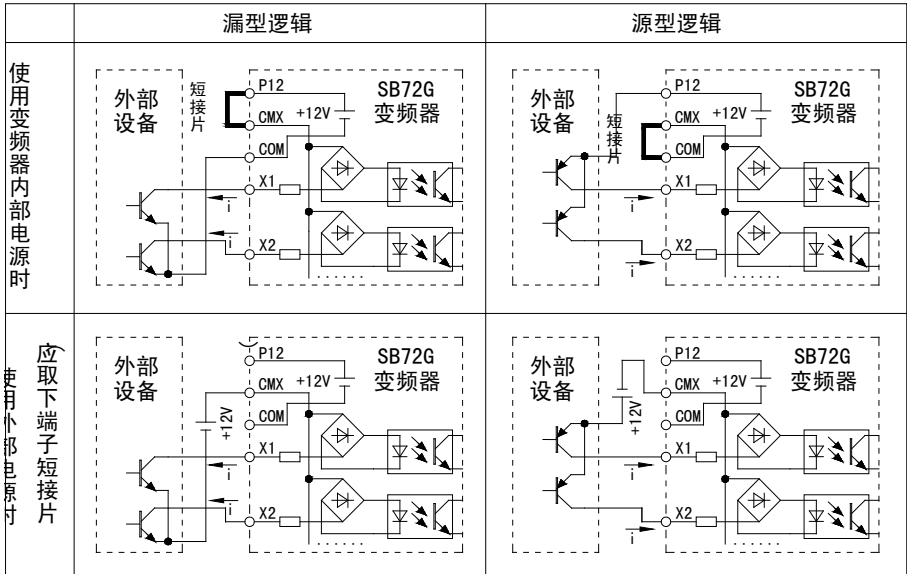 漏型逻辑
源型逻辑
使用变频器内部电源时
外部
设备
短接片
P12
+12V
CMX
COM
X1
i
X2
i
......
SB72G
变频器
外部
设备
短接片
P12
+12V
CMX
COM
X1
i
X2
i
......
SB72G
变频器
使用外部电源时
应取下端子短接片)
外部
设备
+12V
P12
+12V
CMX
COM
X1
i
X2
i
......
SB72G
变频器
外部
设备
+12V
P12
+12V
CMX
COM
X1
i
X2
i
......
SB72G
变频器